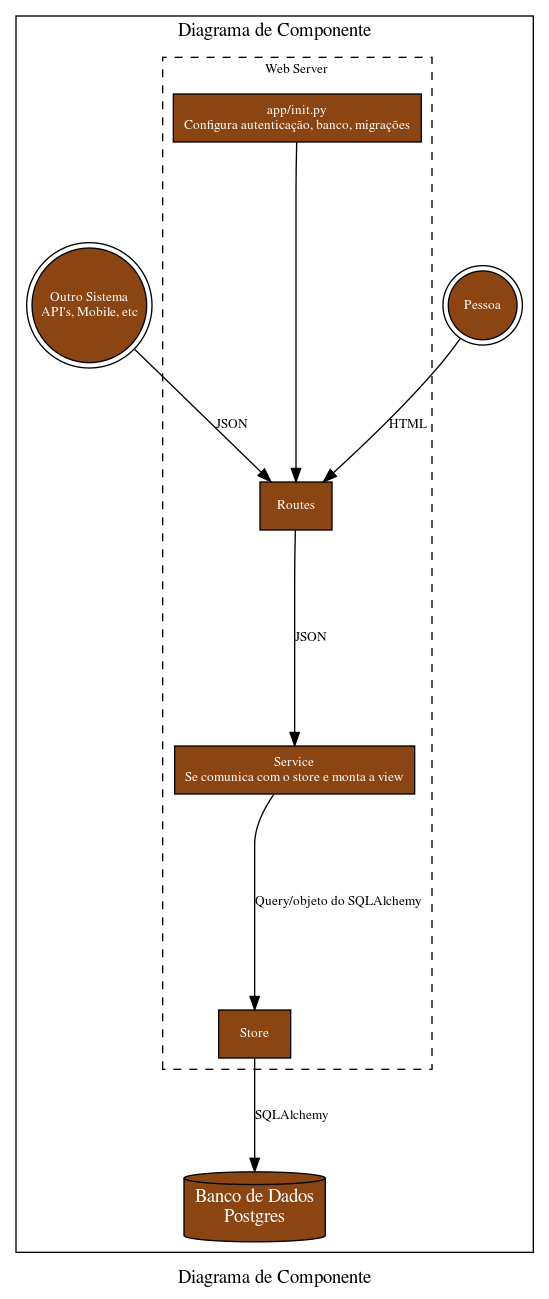 Diagrama de Componente
Web Server
app/init.py
Configura autenticação, banco, migrações
Outro Sistema
API's, Mobile, etc
Pessoa
JSON
HTML
Routes
JSON
Service
Se comunica com o store e monta a view
Query/objeto do SQLAlchemy
Store
SQLAlchemy
Banco de Dados
Postgres
Diagrama de Componente